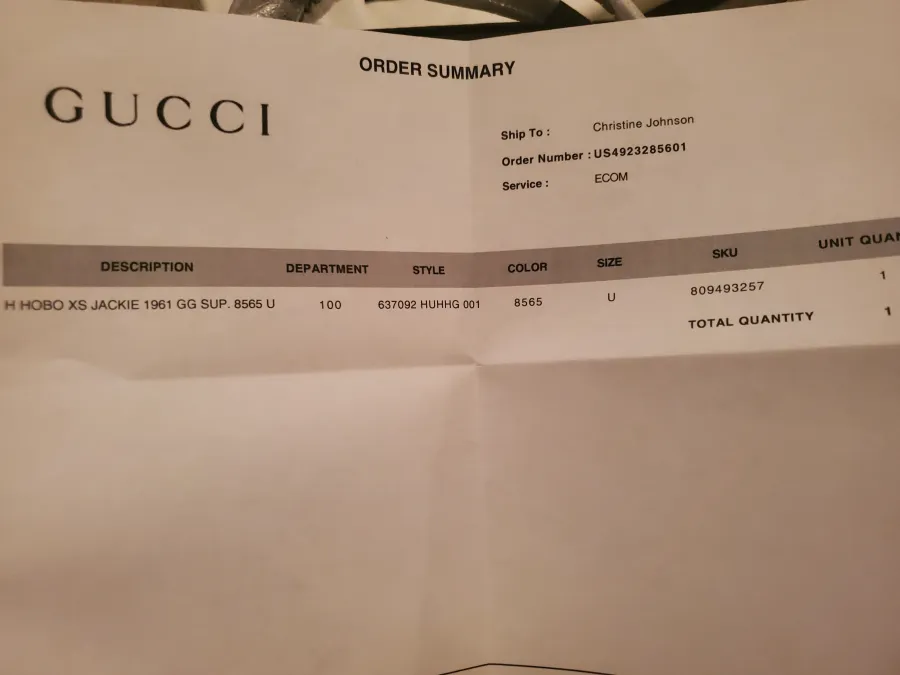 ORDER SUMMARY
GUCCI
Ship To : Christine Johnson
Order Number : US4923285601
Service : ECOM
DESCRIPTION DEPARTMENT STYLE COLOR SIZE SKU UNIT QUAN
H HOBO XS JACKIE 1961 GG SUP. 8565 U 100 637092 HUHHG 001 8565 U 809493257 1
TOTAL QUANTITY 1